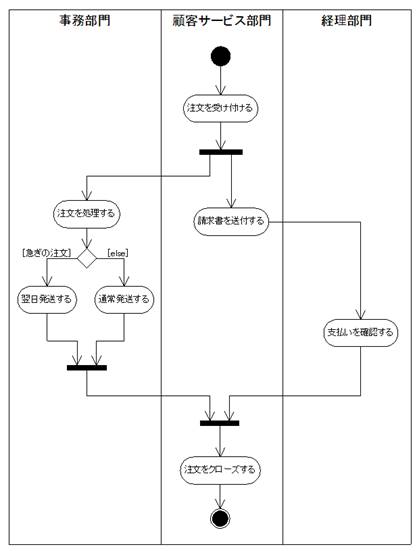 事務部門
顧客サービス部門
経理部門
注文を受け付ける
注文を処理する
請求書を送付する
[急ぎの注文]
[else]
翌日発送する
通常発送する
支払いを確認する
注文をクローズする